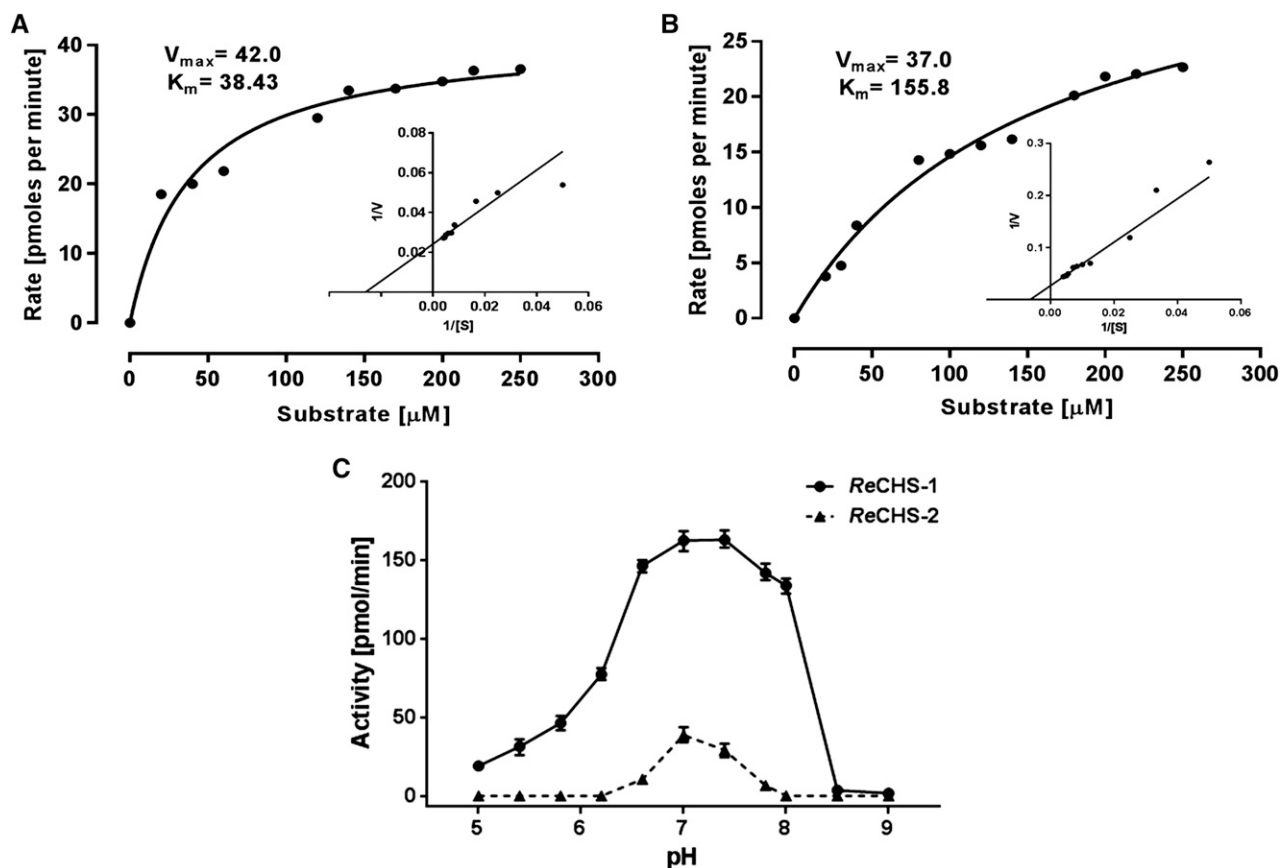 A
Vmax= 42.0
Km= 38.43
Rate [pmoles per minute]
40
30
20
10
0
0 50 100 150 200 250 300
Substrate [μM]
1/V
0.08
0.06
0.04
0.02
0.00 0.02 0.04 0.06
1/[S]
B
Vmax= 37.0
Km= 155.8
Rate [pmoles per minute]
25
20
15
10
5
0
0 50 100 150 200 250 300
Substrate [μM]
1/V
0.3
0.2
0.1
0.00 0.02 0.04 0.06
1/[S]
C
ReCHS-1
ReCHS-2
Activity [pmol/min]
200
150
100
50
0
5 6 7 8 9
pH